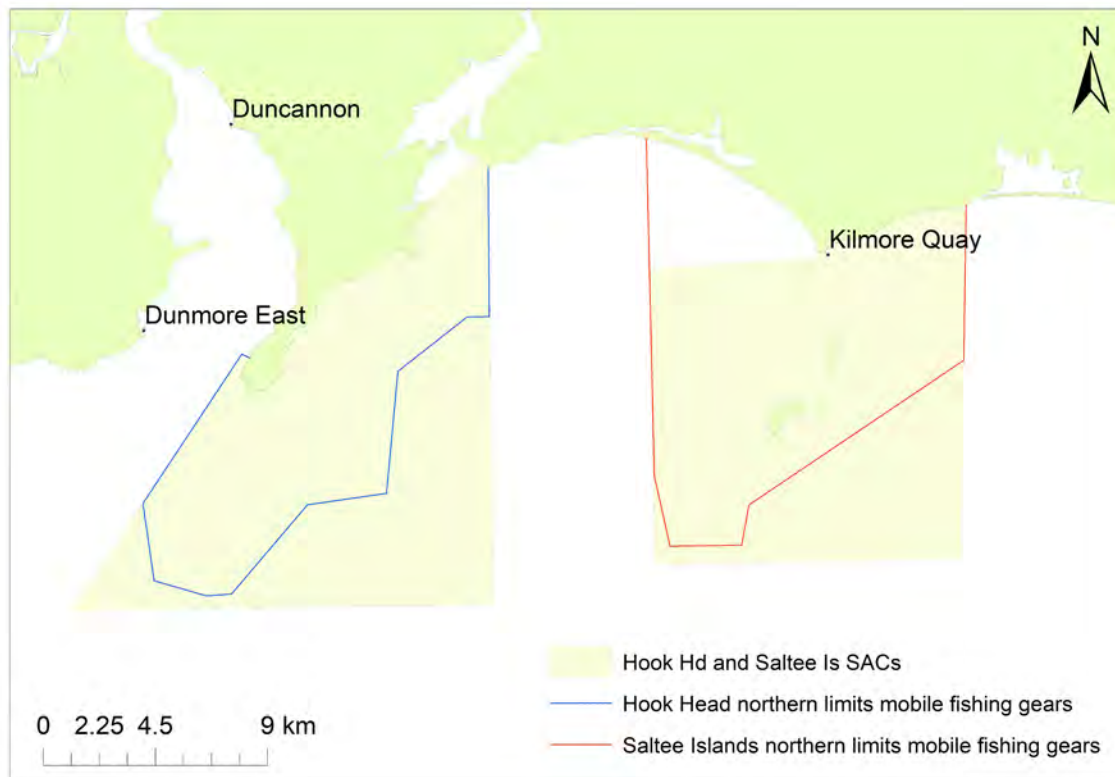 N
Duncannon
Kilmore Quay
Dunmore East
Hook Hd and Saltee Is SACs
Hook Head northern limits mobile fishing gears
Saltee Islands northern limits mobile fishing gears
0 2.25 4.5 9 km